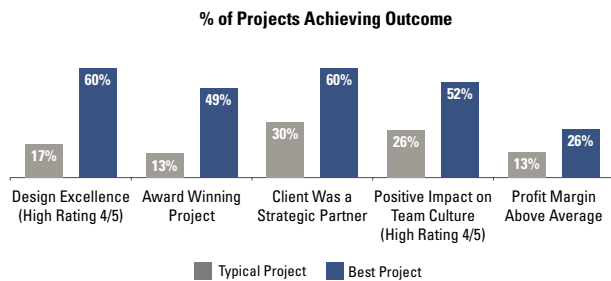 % of Projects Achieving Outcome
17%
60%
13%
49%
30%
60%
26%
52%
13%
26%
Design Excellence
(High Rating 4/5)
Award Winning
Project
Client Was a
Strategic Partner
Positive Impact on
Team Culture
(High Rating 4/5)
Profit Margin
Above Average
Typical Project
Best Project